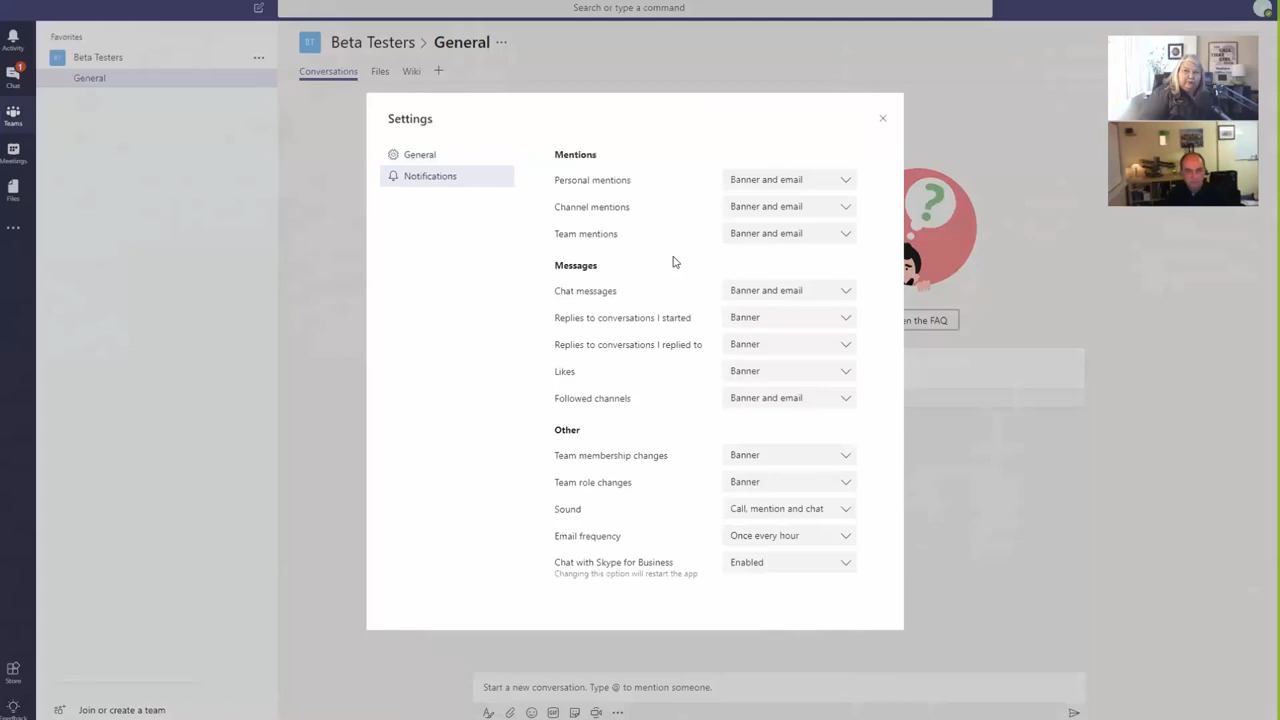 Search or type a command
Activity
Chat
1
Teams
Meetings
Files
Store
Feedback
Favorites
BT Beta Testers
General
Join or create a team
BT Beta Testers > General
Conversations Files Wiki
Settings
General
Notifications
Mentions
Personal mentions Banner and email
Channel mentions Banner and email
Team mentions Banner and email
Messages
Chat messages Banner and email
Replies to conversations I started Banner
Replies to conversations I replied to Banner
Likes Banner
Followed channels Banner and email
Other
Team membership changes Banner
Team role changes Banner
Sound Call, mention and chat
Email frequency Once every hour
Chat with Skype for Business Enabled
Changing this option will restart the app
?
en the FAQ
Start a new conversation. Type @ to mention someone.
GIF